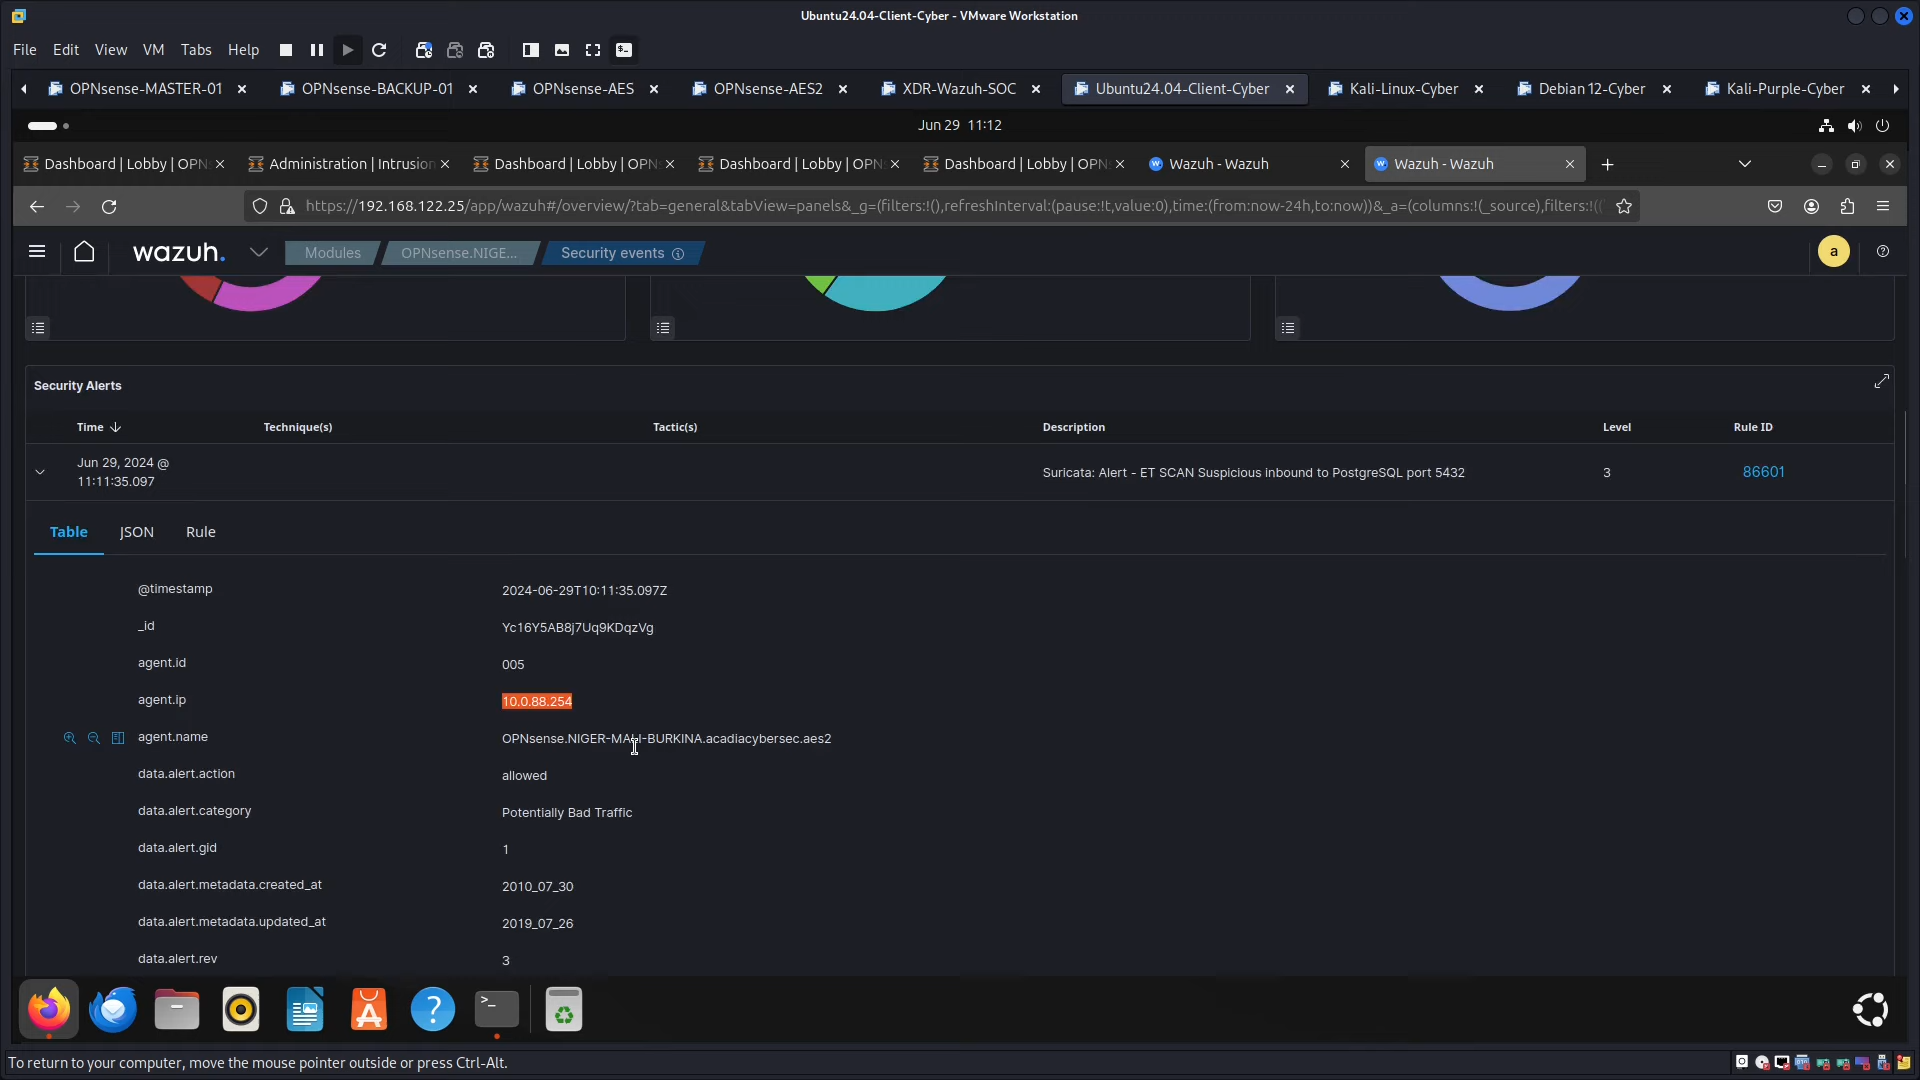 Ubuntu24.04-Client-Cyber - VMware Workstation
File Edit View VM Tabs Help
OPNsense-MASTER-01 OPNsense-BACKUP-01 OPNsense-AES OPNsense-AES2 XDR-Wazuh-SOC Ubuntu24.04-Client-Cyber Kali-Linux-Cyber Debian 12-Cyber Kali-Purple-Cyber
Jun 29 11:12
Dashboard | Lobby | OPN Administration | Intrusion Dashboard | Lobby | OPN Dashboard | Lobby | OPN Dashboard | Lobby | OPN Wazuh - Wazuh Wazuh - Wazuh
https://192.168.122.25/app/wazuh#/overview/?tab=general&tabView=panels&_g=(filters:!(),refreshInterval:(pause:!t,value:0),time:(from:now-24h,to:now))&_a=(columns:!(_source),filters:!((
wazuh. Modules OPNsense.NIGE... Security events a
Security Alerts
Time Technique(s) Tactic(s) Description Level Rule ID
Jun 29, 2024 @
11:11:35.097
Suricata: Alert - ET SCAN Suspicious inbound to PostgreSQL port 5432 3 86601
Table JSON Rule
@timestamp 2024-06-29T10:11:35.097Z
_id Yc16Y5AB8j7Uq9KDqzVg
agent.id 005
agent.ip 10.0.88.254
agent.name OPNsense.NIGER-MALI-BURKINA.acadiacybersec.aes2
data.alert.action allowed
data.alert.category Potentially Bad Traffic
data.alert.gid 1
data.alert.metadata.created_at 2010_07_30
data.alert.metadata.updated_at 2019_07_26
data.alert.rev 3
To return to your computer, move the mouse pointer outside or press Ctrl-Alt.